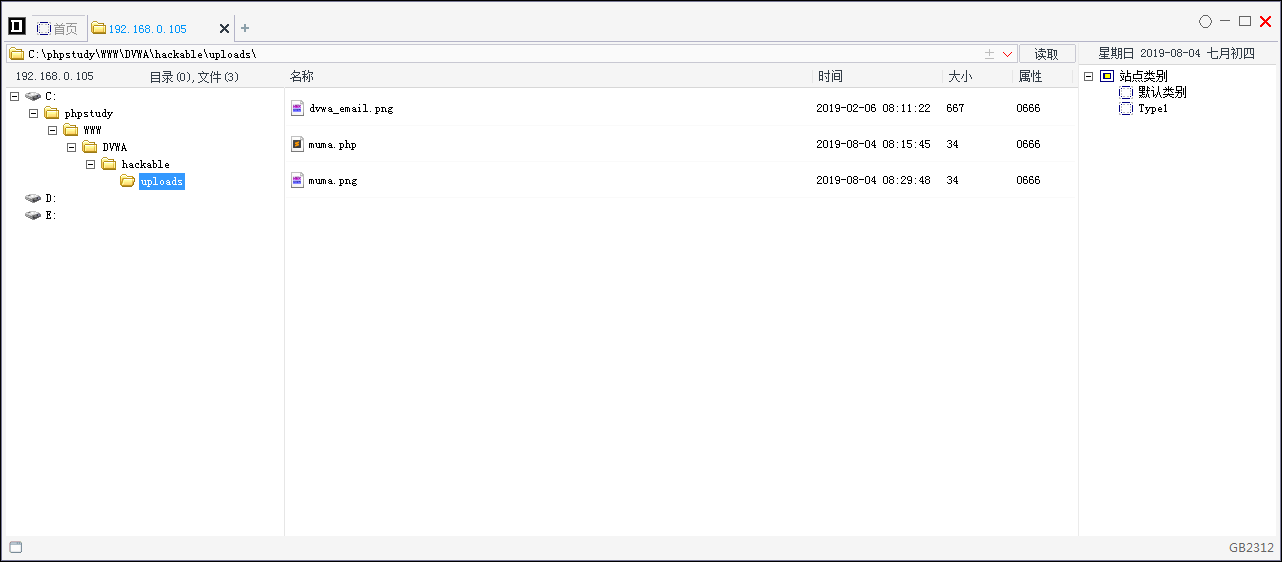 首页 192.168.0.105
C:\phpstudy\WWW\DVWA\hackable\uploads\ 读取 星期日 2019-08-04 七月初四
192.168.0.105 目录(0),文件(3) 名称 时间 大小 属性 站点类别
C: 默认类别
phpstudy dvwa_email.png 2019-02-06 08:11:22 667 0666 Type1
WWW
DVWA muma.php 2019-08-04 08:15:45 34 0666
hackable
uploads muma.png 2019-08-04 08:29:48 34 0666
D:
E:
GB2312